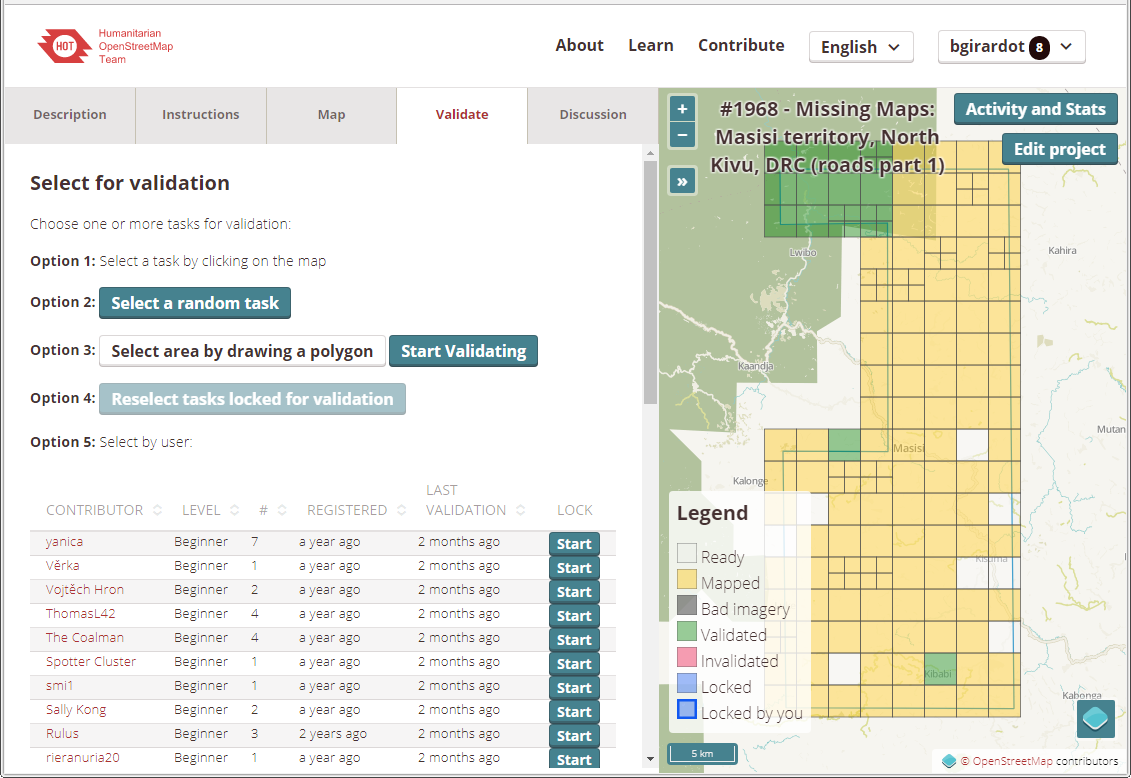 HOT
Humanitarian
OpenStreetMap
Team
About Learn Contribute English bgirardot 8
Description Instructions Map Validate Discussion
Select for validation
Choose one or more tasks for validation:
Option 1: Select a task by clicking on the map
Option 2: Select a random task
Option 3: Select area by drawing a polygon Start Validating
Option 4: Reselect tasks locked for validation
Option 5: Select by user:
CONTRIBUTOR LEVEL # REGISTERED LAST VALIDATION LOCK
yanica Beginner 7 a year ago 2 months ago Start
Věrka Beginner 1 a year ago 2 months ago Start
Vojtěch Hron Beginner 2 a year ago 2 months ago Start
ThomasL42 Beginner 4 a year ago 2 months ago Start
The Coalman Beginner 4 a year ago 2 months ago Start
Spotter Cluster Beginner 1 a year ago 2 months ago Start
smi1 Beginner 1 a year ago 2 months ago Start
Sally Kong Beginner 2 a year ago 2 months ago Start
Rulus Beginner 3 2 years ago 2 months ago Start
rieranuria20 Beginner 1 a year ago 2 months ago Start
+
−
»
#1968 - Missing Maps:
Masisi territory, North
Kivu, DRC (roads part 1)
Activity and Stats
Edit project
Lwibo
Kahira
Kaandja
Mutan
Masisi
Kalonge
Kisuma
Kibabi
Kabonga
Legend
Ready
Mapped
Bad imagery
Validated
Invalidated
Locked
Locked by you
5 km
© OpenStreetMap contributors